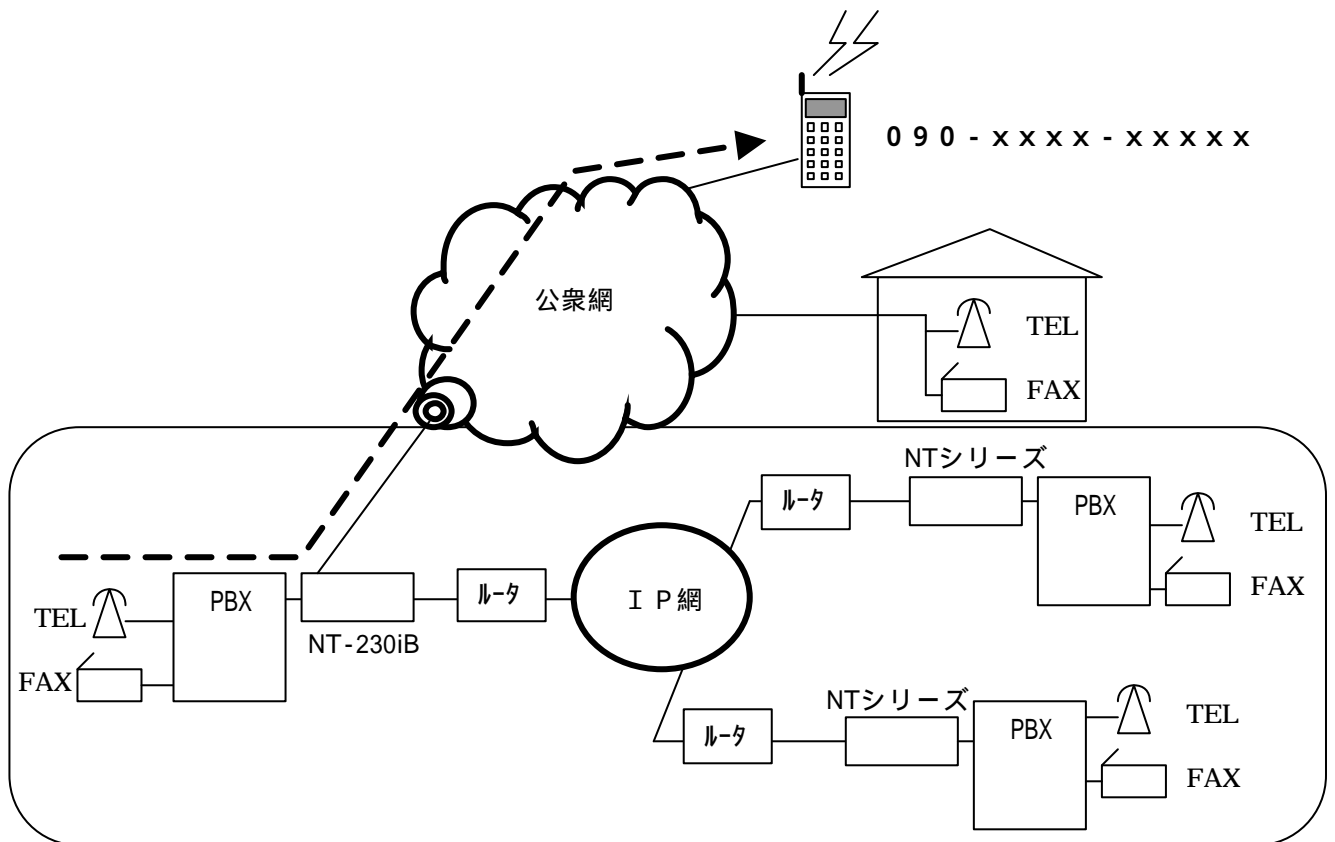 ０９０-ｘｘｘｘ-ｘｘｘｘｘ
公衆網
TEL
FAX
NTシリーズ
ﾙｰﾀ
PBX
TEL
FAX
TEL
FAX
PBX
NT-230iB
ﾙｰﾀ
ＩＰ網
NTシリーズ
ﾙｰﾀ
PBX
TEL
FAX